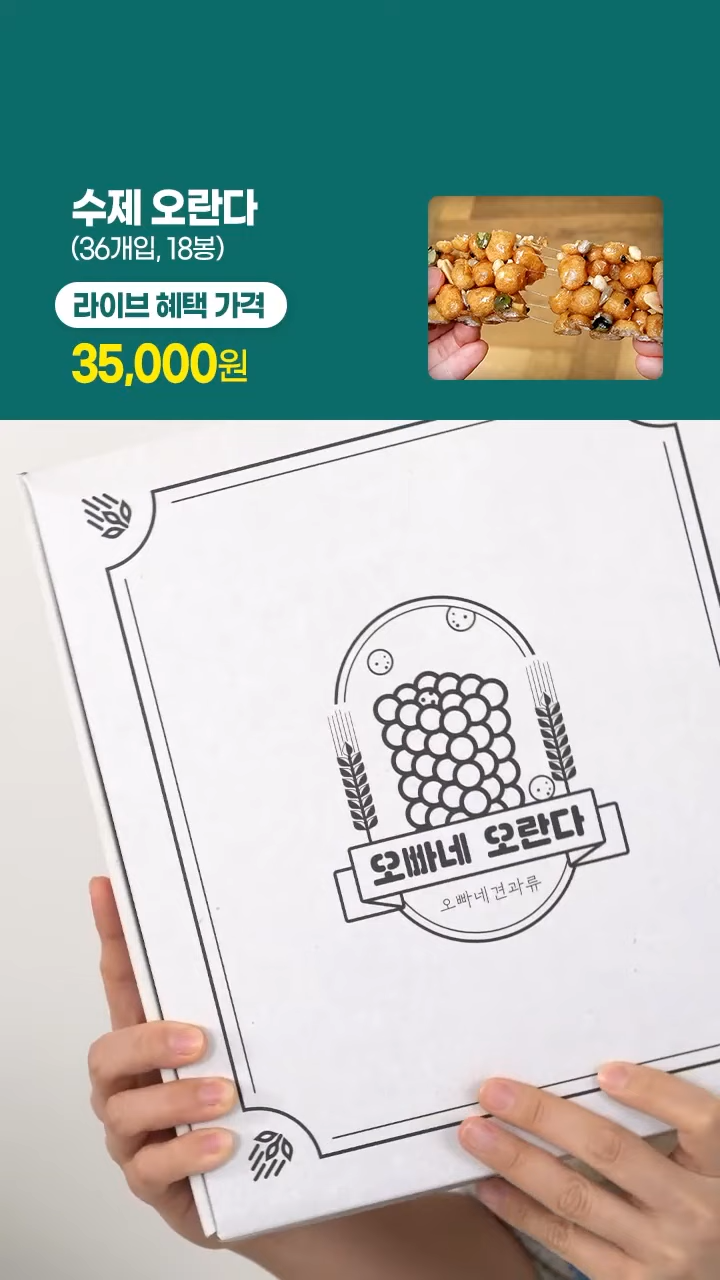 수제 오란다
(36개입, 18봉)
라이브 혜택 가격
35,000원
오빠네 오란다
오빠네견과류